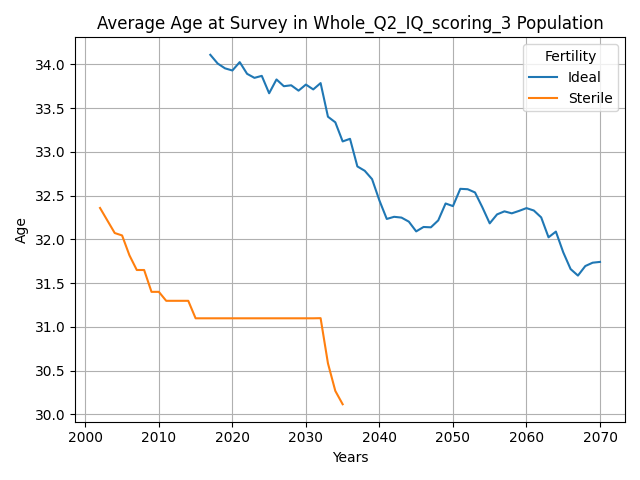 Average Age at Survey in Whole_Q2_IQ_scoring_3 Population
Fertility
Ideal
Sterile
Age
34.0
33.5
33.0
32.5
32.0
31.5
31.0
30.5
30.0
2000 2010 2020 2030 2040 2050 2060 2070
Years